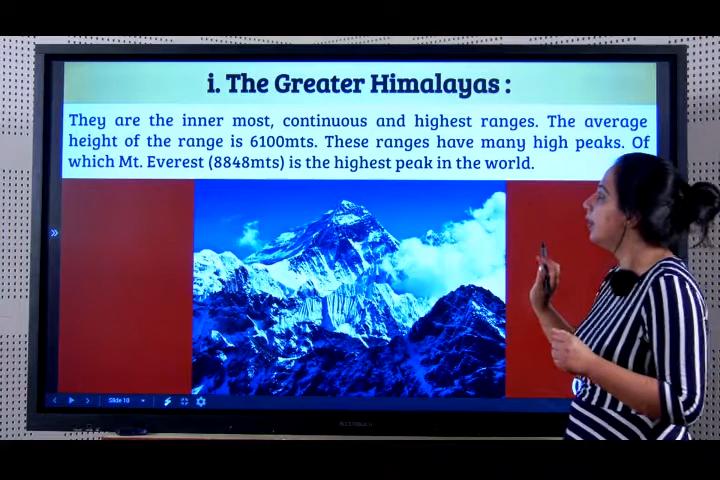 i. The Greater Himalayas :
They are the inner most, continuous and highest ranges. The average
height of the range is 6100mts. These ranges have many high peaks. Of
which Mt. Everest (8848mts) is the highest peak in the world.
Slide 10